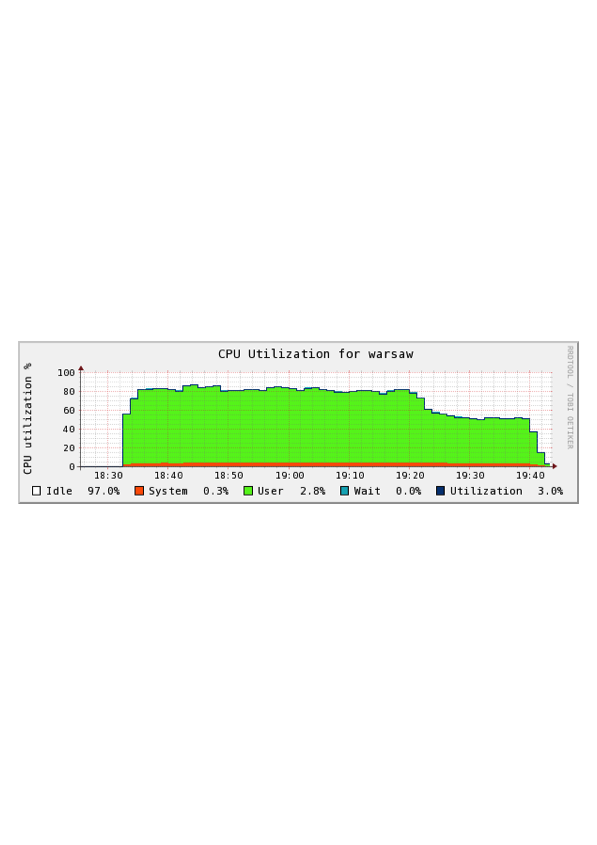 CPU Utilization for warsaw
RRDTOOL / TOBI OETIKER
CPU utilization %
100
80
60
40
20
0
18:30 18:40 18:50 19:00 19:10 19:20 19:30 19:40
Idle 97.0% System 0.3% User 2.8% Wait 0.0% Utilization 3.0%